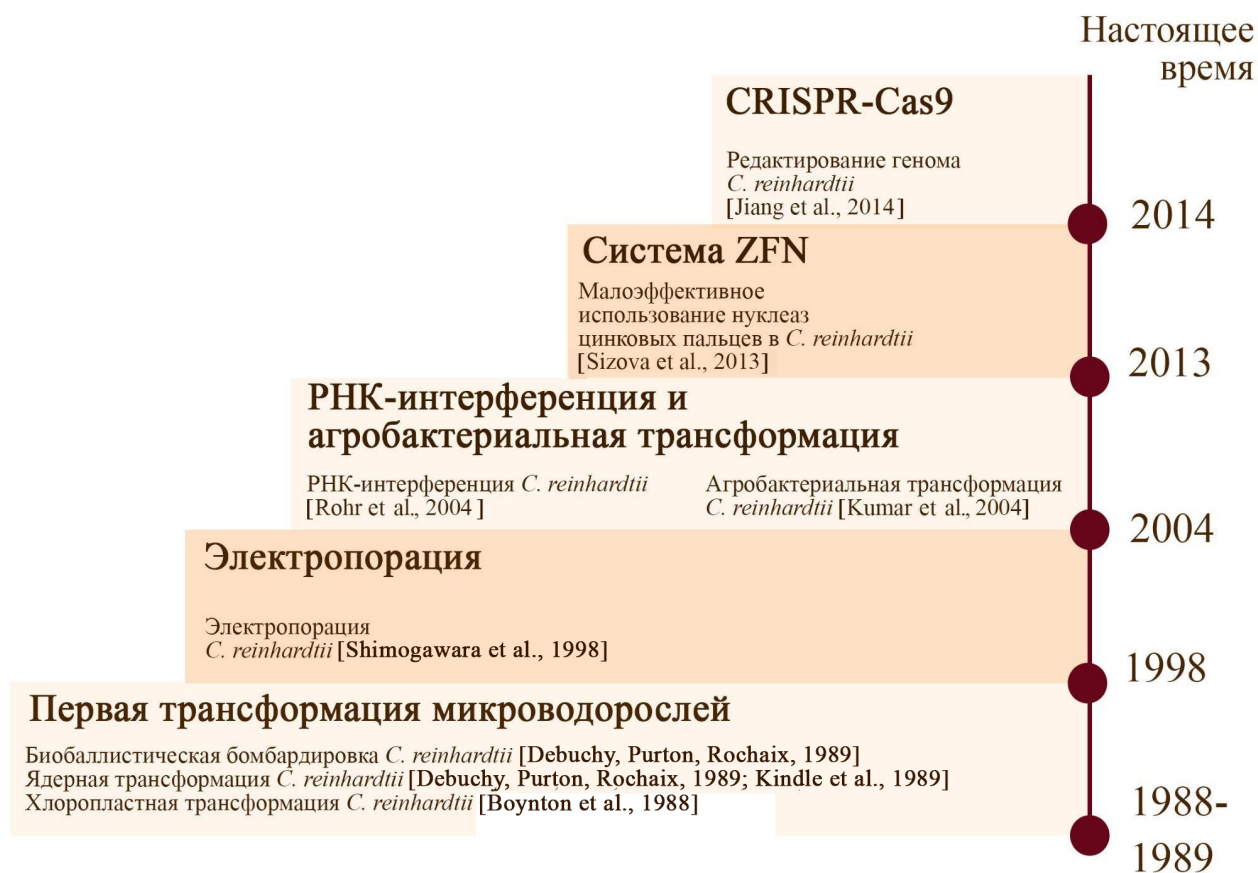 Настоящее
время
CRISPR-Cas9
Редактирование генома
C. reinhardtii
[Jiang et al., 2014]
2014
Система ZFN
Малоэффективное
использование нуклеаз
цинковых пальцев в C. reinhardtii
[Sizova et al., 2013]
2013
РНК-интерференция и
агробактериальная трансформация
РНК-интерференция C. reinhardtii
[Rohr et al., 2004 ]
Агробактериальная трансформация
C. reinhardtii [Kumar et al., 2004]
2004
Электропорация
Электропорация
C. reinhardtii [Shimogawara et al., 1998]
1998
Первая трансформация микроводорослей
Биобаллистическая бомбардировка C. reinhardtii [Debuchy, Purton, Rochaix, 1989]
Ядерная трансформация C. reinhardtii [Debuchy, Purton, Rochaix, 1989; Kindle et al., 1989]
Хлоропластная трансформация C. reinhardtii [Boynton et al., 1988]
1988-
1989